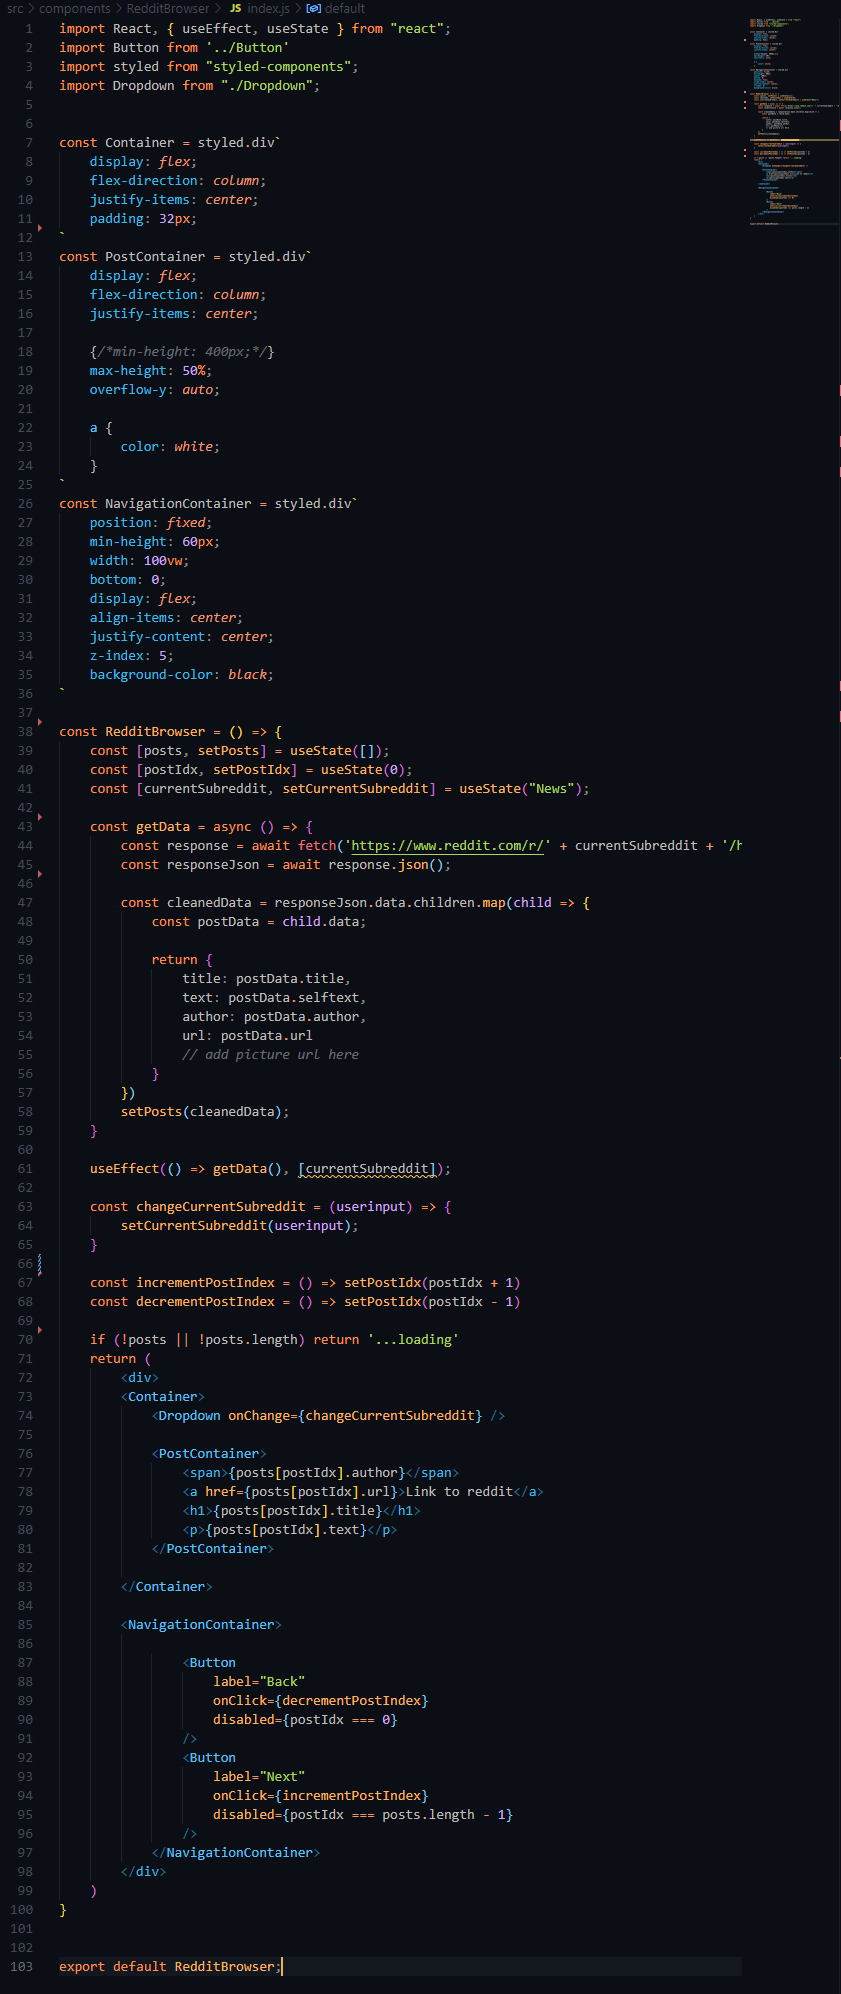 src > components > RedditBrowser > JS index.js > default
1 import React, { useEffect, useState } from "react";
2 import Button from '../Button'
3 import styled from "styled-components";
4 import Dropdown from "./Dropdown";
5
6
7 const Container = styled.div`
8 display: flex;
9 flex-direction: column;
10 justify-items: center;
11 padding: 32px;
12 `
13 const PostContainer = styled.div`
14 display: flex;
15 flex-direction: column;
16 justify-items: center;
17
18 {/*min-height: 400px;*/}
19 max-height: 50%;
20 overflow-y: auto;
21
22 a {
23 color: white;
24 }
25 `
26 const NavigationContainer = styled.div`
27 position: fixed;
28 min-height: 60px;
29 width: 100vw;
30 bottom: 0;
31 display: flex;
32 align-items: center;
33 justify-content: center;
34 z-index: 5;
35 background-color: black;
36 `
37
38 const RedditBrowser = () => {
39 const [posts, setPosts] = useState([]);
40 const [postIdx, setPostIdx] = useState(0);
41 const [currentSubreddit, setCurrentSubreddit] = useState("News");
42
43 const getData = async () => {
44 const response = await fetch('https://www.reddit.com/r/' + currentSubreddit + '/h
45 const responseJson = await response.json();
46
47 const cleanedData = responseJson.data.children.map(child => {
48 const postData = child.data;
49
50 return {
51 title: postData.title,
52 text: postData.selftext,
53 author: postData.author,
54 url: postData.url
55 // add picture url here
56 }
57 })
58 setPosts(cleanedData);
59 }
60
61 useEffect(() => getData(), [currentSubreddit]);
62
63 const changeCurrentSubreddit = (userinput) => {
64 setCurrentSubreddit(userinput);
65 }
66
67 const incrementPostIndex = () => setPostIdx(postIdx + 1)
68 const decrementPostIndex = () => setPostIdx(postIdx - 1)
69
70 if (!posts || !posts.length) return '...loading'
71 return (
72 <div>
73 <Container>
74 <Dropdown onChange={changeCurrentSubreddit} />
75
76 <PostContainer>
77 <span>{posts[postIdx].author}</span>
78 <a href={posts[postIdx].url}>Link to reddit</a>
79 <h1>{posts[postIdx].title}</h1>
80 <p>{posts[postIdx].text}</p>
81 </PostContainer>
82
83 </Container>
84
85 <NavigationContainer>
86
87 <Button
88 label="Back"
89 onClick={decrementPostIndex}
90 disabled={postIdx === 0}
91 />
92 <Button
93 label="Next"
94 onClick={incrementPostIndex}
95 disabled={postIdx === posts.length - 1}
96 />
97 </NavigationContainer>
98 </div>
99 )
100 }
101
102
103 export default RedditBrowser;